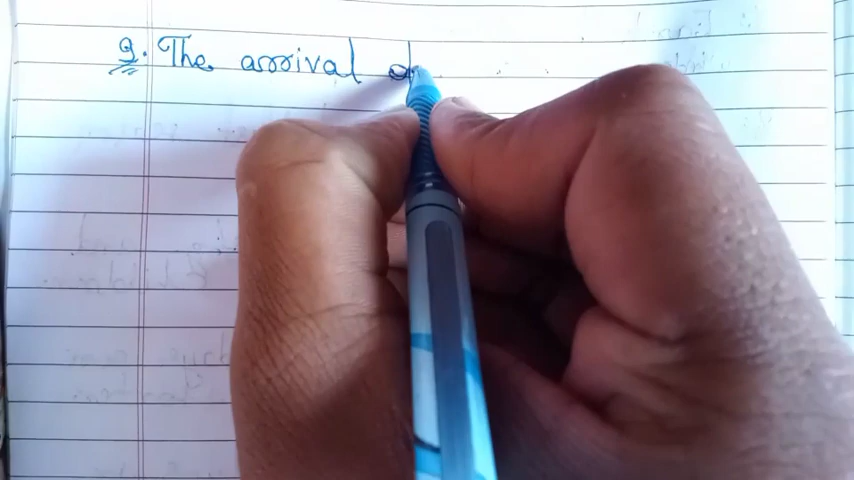 9. The arrival of